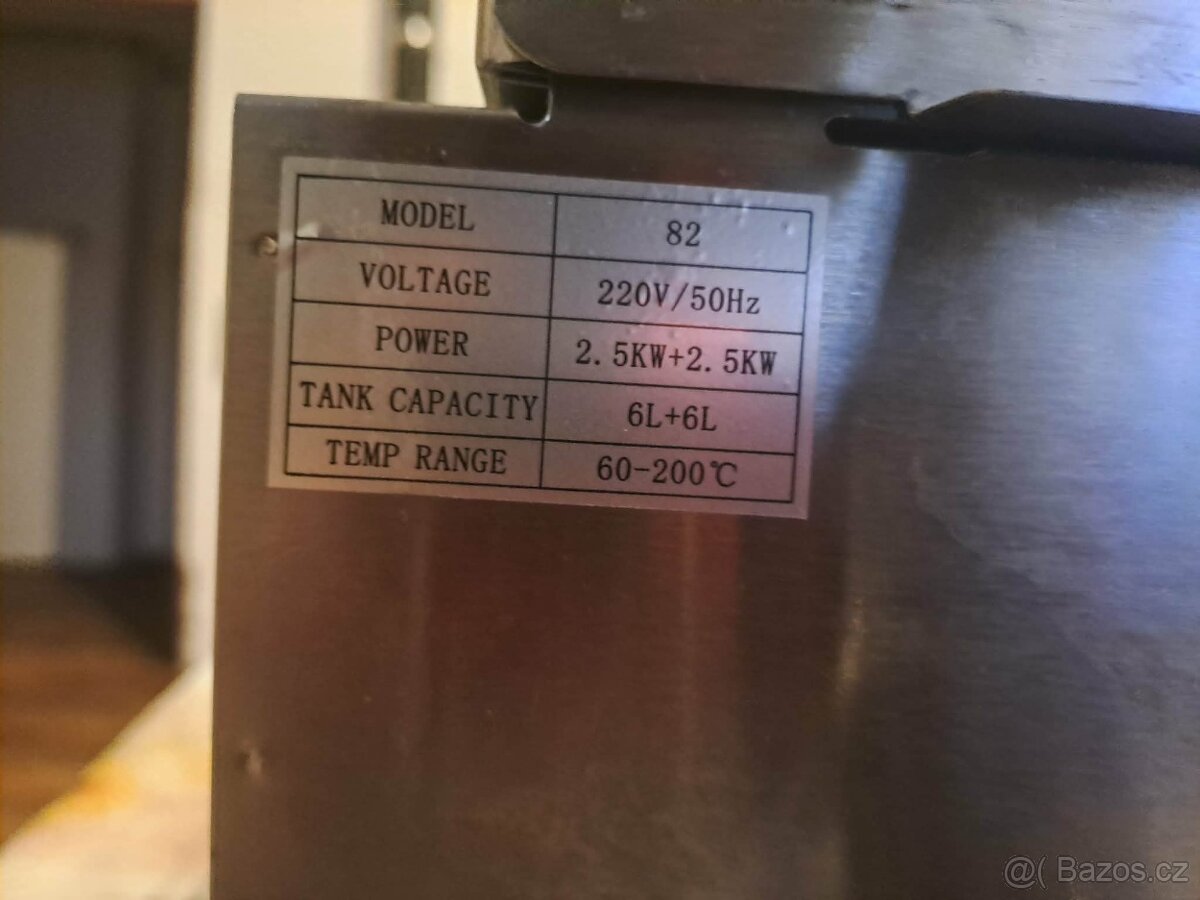 MODEL 82
VOLTAGE 220V/50Hz
POWER 2.5KW+2.5KW
TANK CAPACITY 6L+6L
TEMP RANGE 60-200℃
@( Bazos.cz